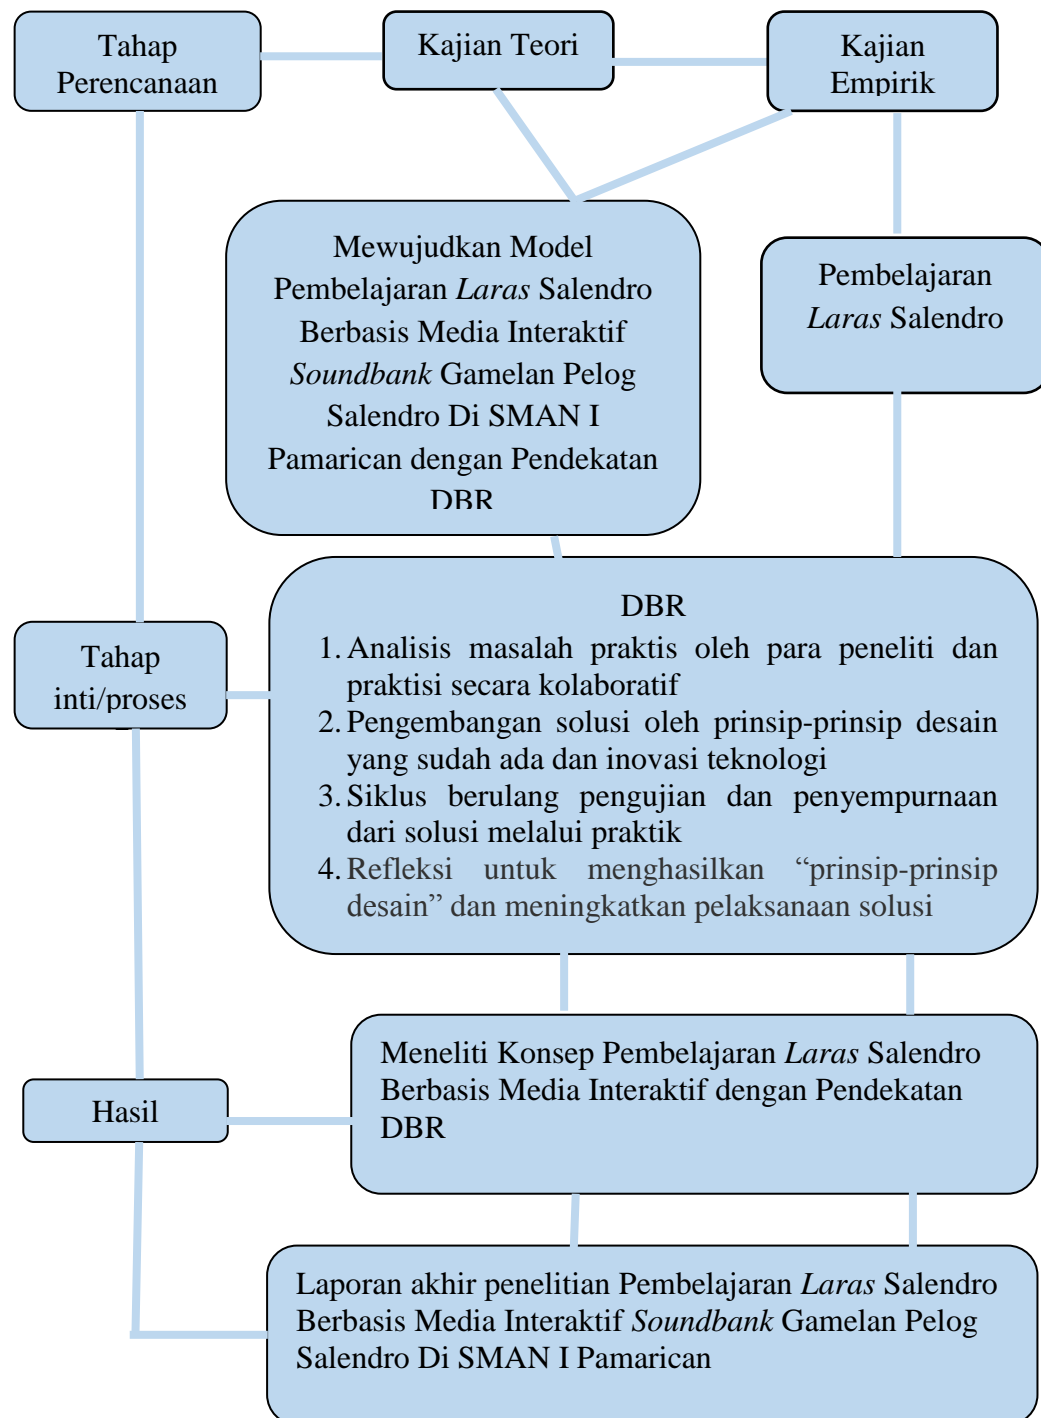 Tahap
Perencanaan
Kajian Teori
Kajian
Empirik
Mewujudkan Model
Pembelajaran Laras Salendro
Berbasis Media Interaktif
Soundbank Gamelan Pelog
Salendro Di SMAN I
Pamarican dengan Pendekatan
DBR
Pembelajaran
Laras Salendro
Tahap
inti/proses
DBR
1. Analisis masalah praktis oleh para peneliti dan
praktisi secara kolaboratif
2. Pengembangan solusi oleh prinsip-prinsip desain
yang sudah ada dan inovasi teknologi
3. Siklus berulang pengujian dan penyempurnaan
dari solusi melalui praktik
4. Refleksi untuk menghasilkan “prinsip-prinsip
desain” dan meningkatkan pelaksanaan solusi
Hasil
Meneliti Konsep Pembelajaran Laras Salendro
Berbasis Media Interaktif dengan Pendekatan
DBR
Laporan akhir penelitian Pembelajaran Laras Salendro
Berbasis Media Interaktif Soundbank Gamelan Pelog
Salendro Di SMAN I Pamarican